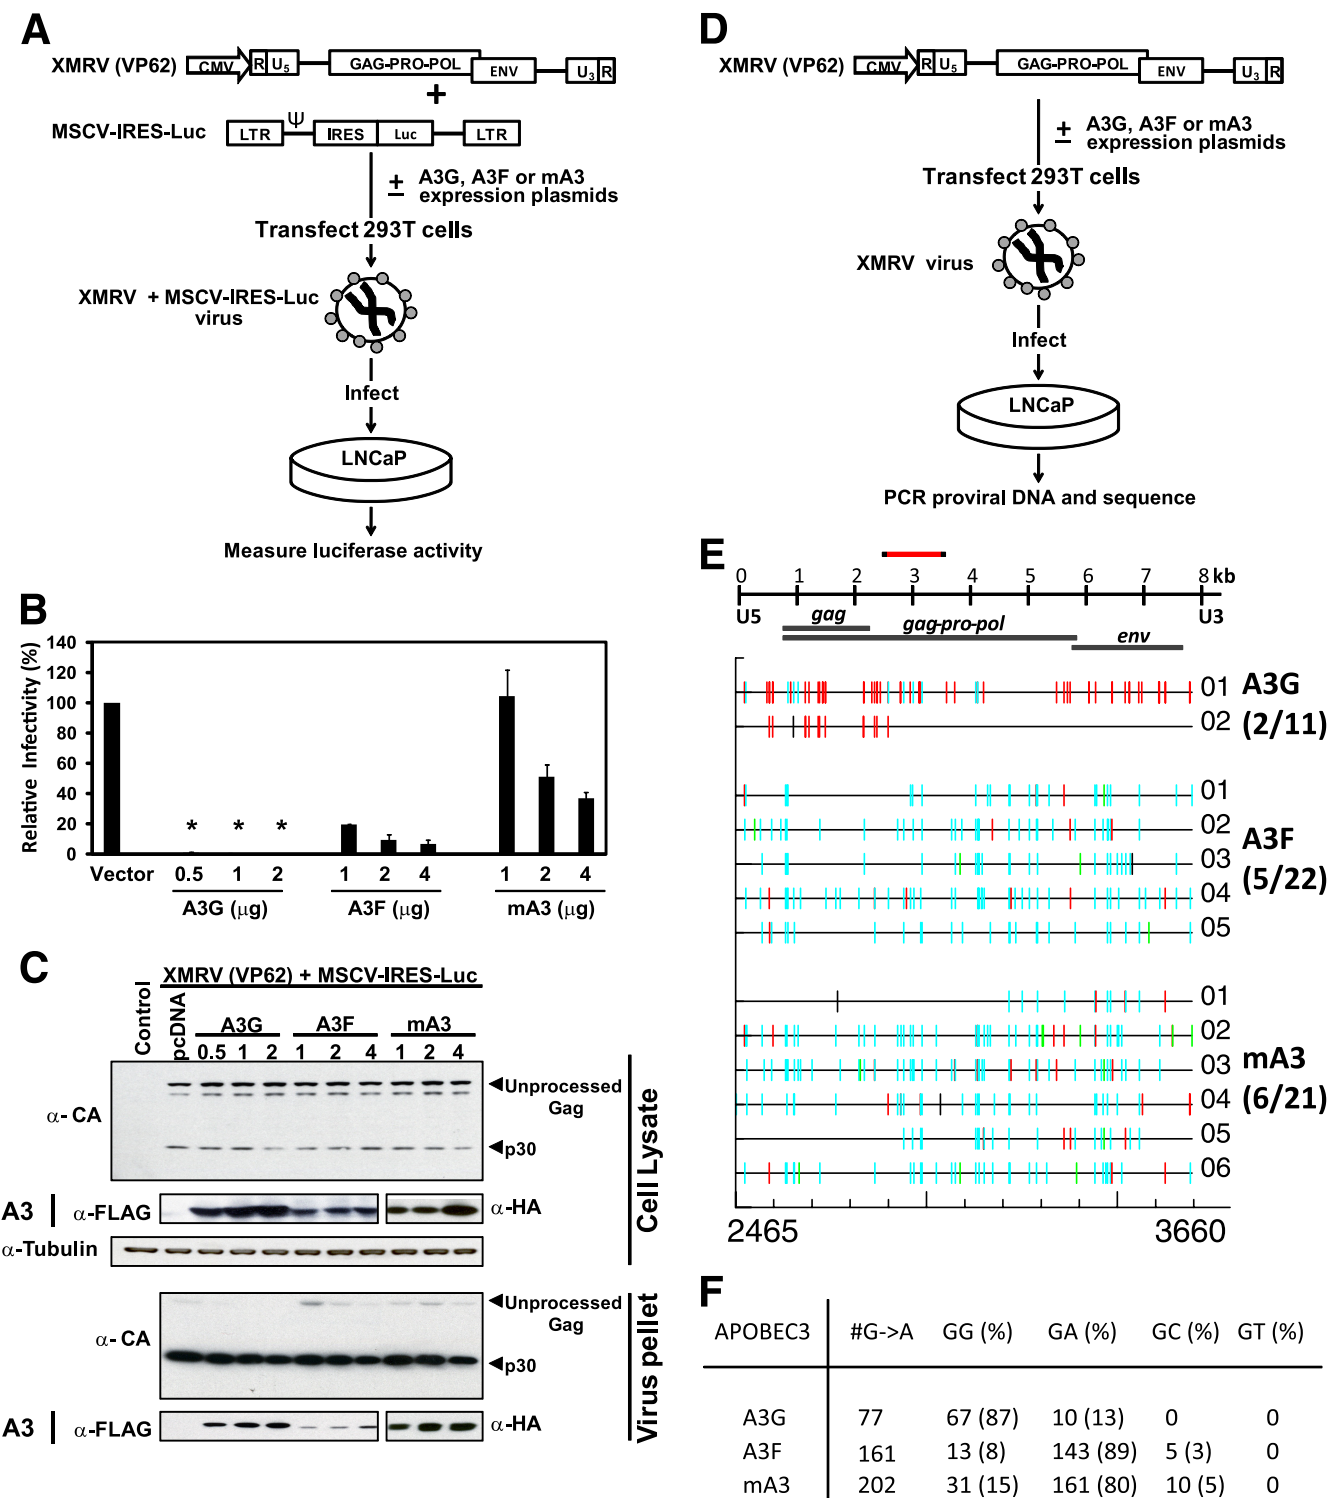 A
XMRV (VP62)
CMV
R
U5
GAG-PRO-POL
ENV
U3
R
+
MSCV-IRES-Luc
LTR
Ψ
IRES
Luc
LTR
±
A3G, A3F or mA3
expression plasmids
Transfect 293T cells
XMRV + MSCV-IRES-Luc
virus
Infect
LNCaP
Measure luciferase activity
B
Relative Infectivity (%)
140
120
100
80
60
40
20
0
* * *
Vector 0.5 1 2 1 2 4 1 2 4
A3G (μg) A3F (μg) mA3 (μg)
C
XMRV (VP62) + MSCV-IRES-Luc
Control
pcDNA
A3G A3F mA3
0.5 1 2 1 2 4 1 2 4
α-CA
Unprocessed
Gag
p30
A3 α-FLAG
α-HA
α-Tubulin
Cell Lysate
α-CA
Unprocessed
Gag
p30
A3 α-FLAG
α-HA
Virus pellet
D
XMRV (VP62)
CMV
R
U5
GAG-PRO-POL
ENV
U3
R
±
A3G, A3F or mA3
expression plasmids
Transfect 293T cells
XMRV virus
Infect
LNCaP
PCR proviral DNA and sequence
E
0 1 2 3 4 5 6 7 8 kb
U5 U3
gag
gag-pro-pol
env
01
02
A3G
(2/11)
01
02
03
04
05
A3F
(5/22)
01
02
03
04
05
06
mA3
(6/21)
2465 3660
F
APOBEC3 #G->A GG (%) GA (%) GC (%) GT (%)
A3G 77 67 (87) 10 (13) 0 0
A3F 161 13 (8) 143 (89) 5 (3) 0
mA3 202 31 (15) 161 (80) 10 (5) 0